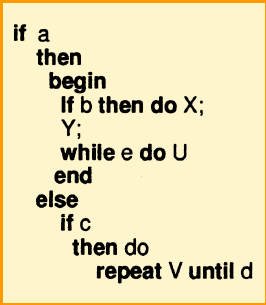 if a
then
begin
If b then do X;
Y;
while e do U
end
else
if c
then do
repeat V until d